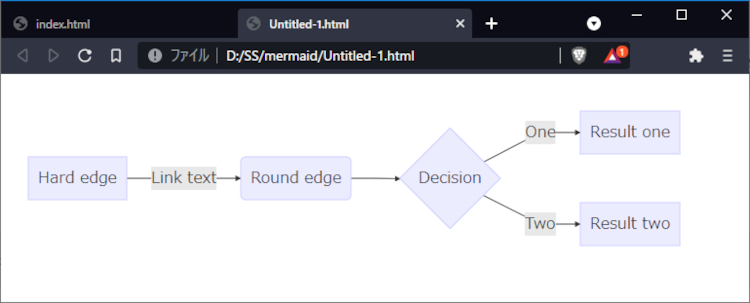 index.html
Untitled-1.html
ファイル
D:/SS/mermaid/Untitled-1.html
1
Hard edge
Link text
Round edge
Decision
One
Result one
Two
Result two